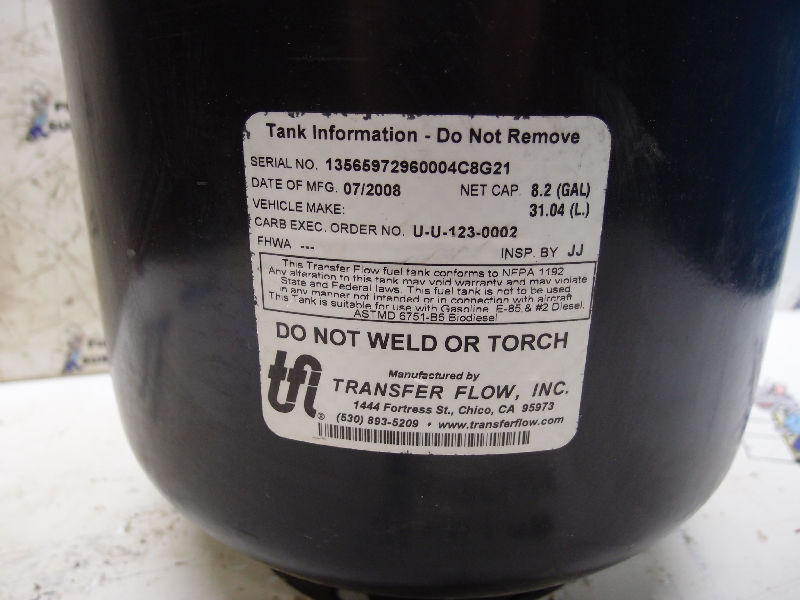 Tank Information - Do Not Remove
SERIAL NO. 13565972960004C8G21
DATE OF MFG. 07/2008 NET CAP. 8.2 (GAL)
VEHICLE MAKE: 31.04 (L.)
CARB EXEC. ORDER NO. U-U-123-0002
FHWA --- INSP. BY JJ
This Transfer Flow fuel tank conforms to NFPA 1192
Any alteration to this tank may void warranty and may violate
State and Federal laws. This fuel tank is not to be used
in any manner not intended or in connection with aircraft
This Tank is suitable for use with Gasoline, E-85,& #2 Diesel,
ASTMD 6751-B5 Biodiesel
DO NOT WELD OR TORCH
tfi ®
Manufactured by
TRANSFER FLOW, INC.
1444 Fortress St., Chico, CA 95973
(530) 893-5209 • www.transferflow.com